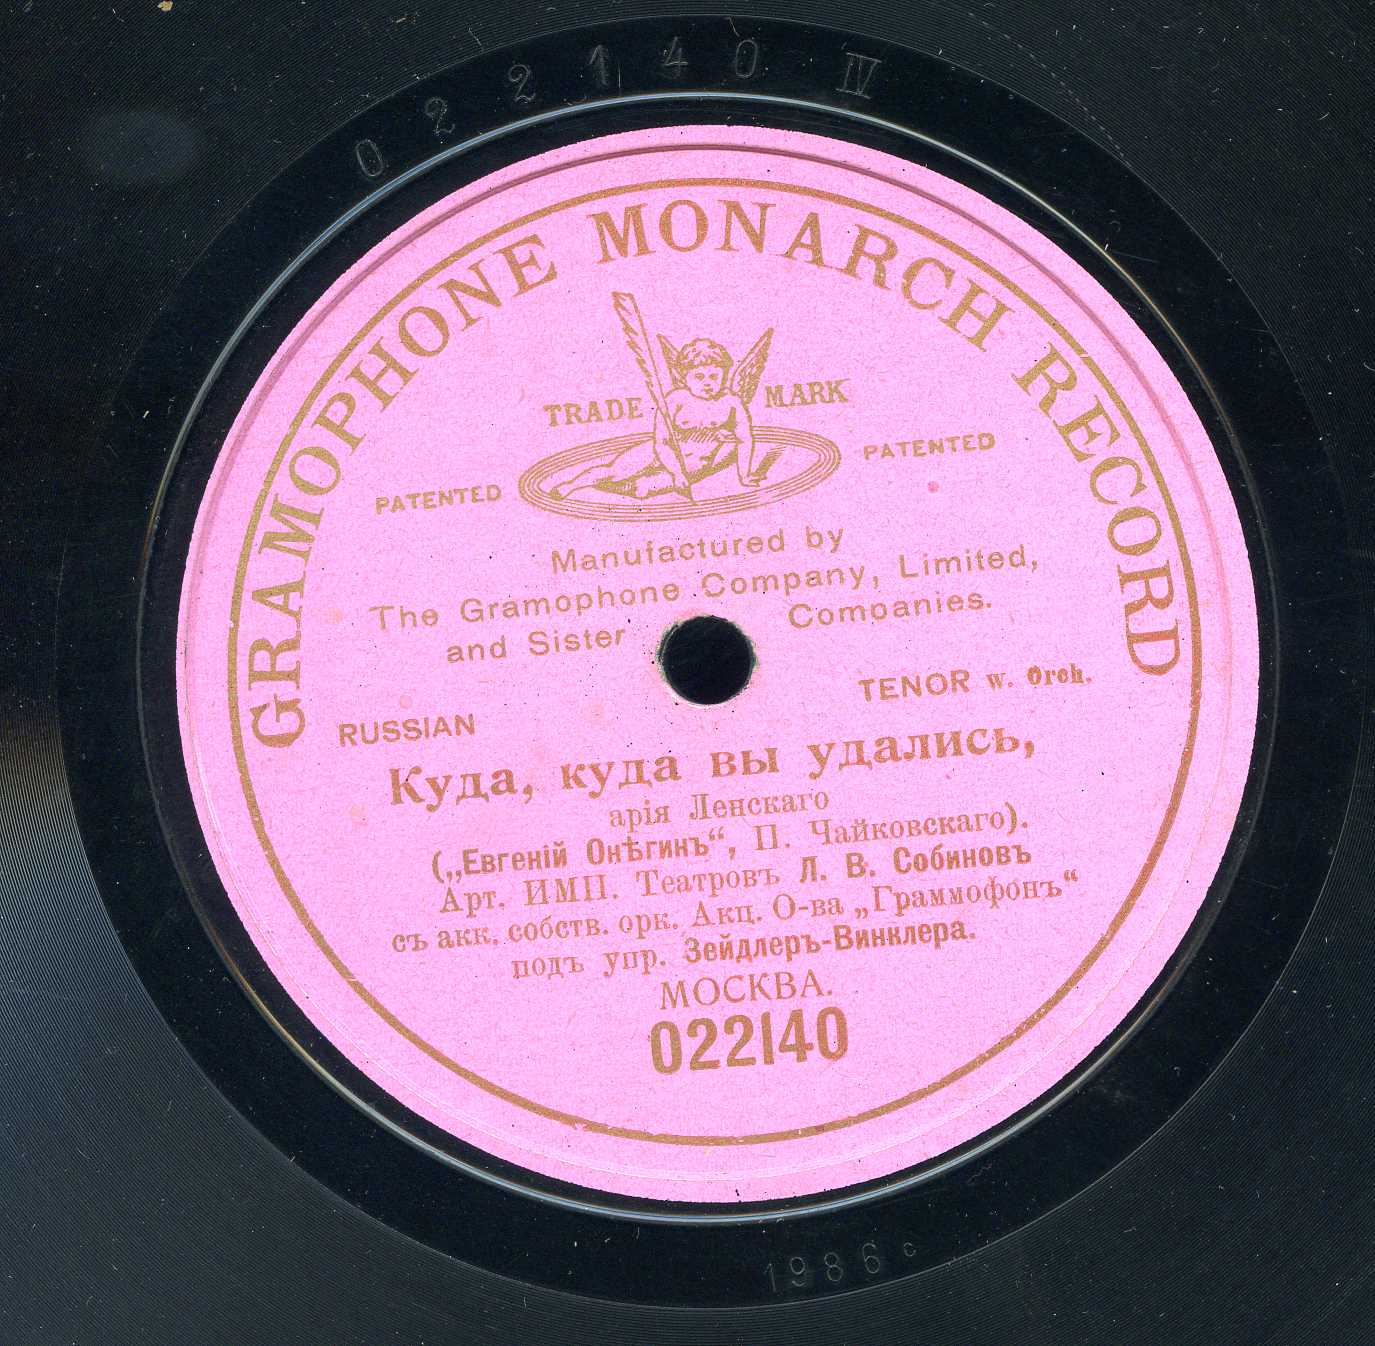 022140 IV
GRAMOPHONE MONARCH RECORD
TRADE MARK
PATENTED PATENTED
Manufactured by
The Gramophone Company, Limited,
and Sister Companies.
RUSSIAN TENOR w. Orch.
Куда, куда вы удались,
арія Ленскаго
(„Евгеній Онѣгинъ“, П. Чайковскаго).
Арт. ИМП. Театровъ Л. В. Собиновъ
съ акк. собств. орк. Акц. О-ва „Граммофонъ“
подъ упр. Зейдлеръ-Винклера.
МОСКВА.
022140
1986 c